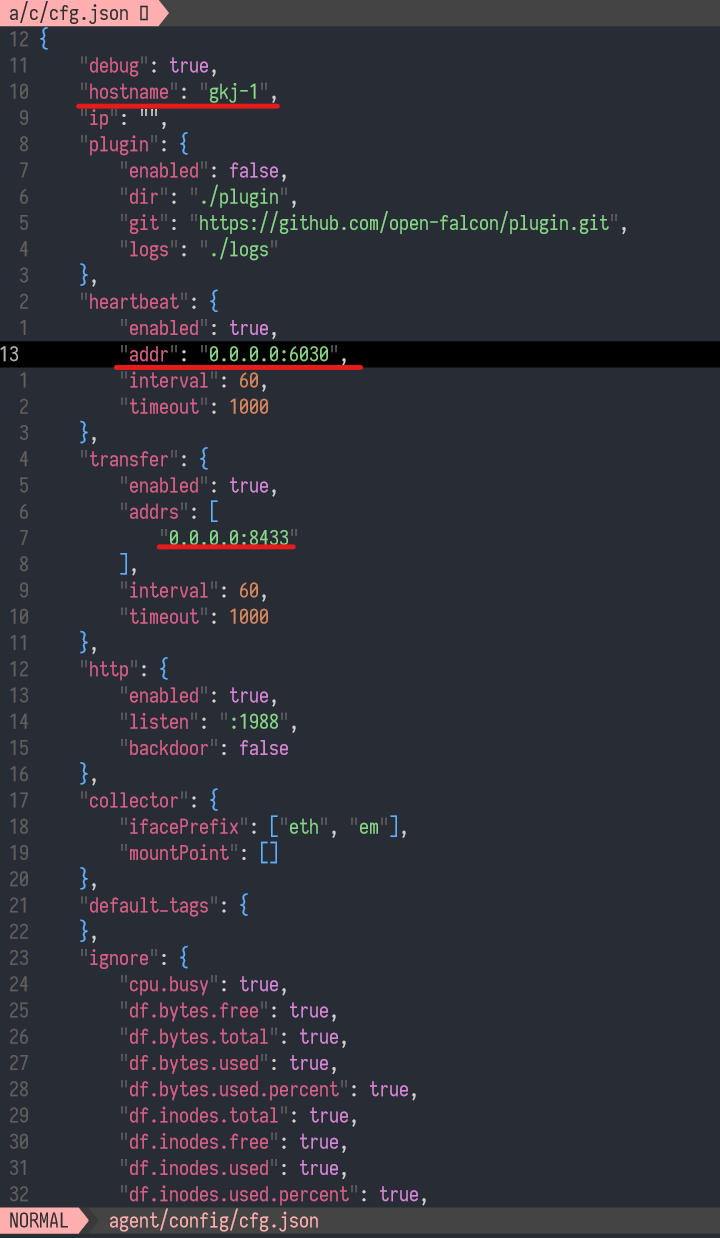 a/c/cfg.json
12 {
11     "debug": true,
10     "hostname": "gkj-1",
9     "ip": "",
8     "plugin": {
7         "enabled": false,
6         "dir": "./plugin",
5         "git": "https://github.com/open-falcon/plugin.git",
4         "logs": "./logs"
3     },
2     "heartbeat": {
1         "enabled": true,
13         "addr": "0.0.0.0:6030",
1         "interval": 60,
2         "timeout": 1000
3     },
4     "transfer": {
5         "enabled": true,
6         "addrs": [
7             "0.0.0.0:8433"
8         ],
9         "interval": 60,
10         "timeout": 1000
11     },
12     "http": {
13         "enabled": true,
14         "listen": ":1988",
15         "backdoor": false
16     },
17     "collector": {
18         "ifacePrefix": ["eth", "em"],
19         "mountPoint": []
20     },
21     "default_tags": {
22     },
23     "ignore": {
24         "cpu.busy": true,
25         "df.bytes.free": true,
26         "df.bytes.total": true,
27         "df.bytes.used": true,
28         "df.bytes.used.percent": true,
29         "df.inodes.total": true,
30         "df.inodes.free": true,
31         "df.inodes.used": true,
32         "df.inodes.used.percent": true,
NORMAL agent/config/cfg.json